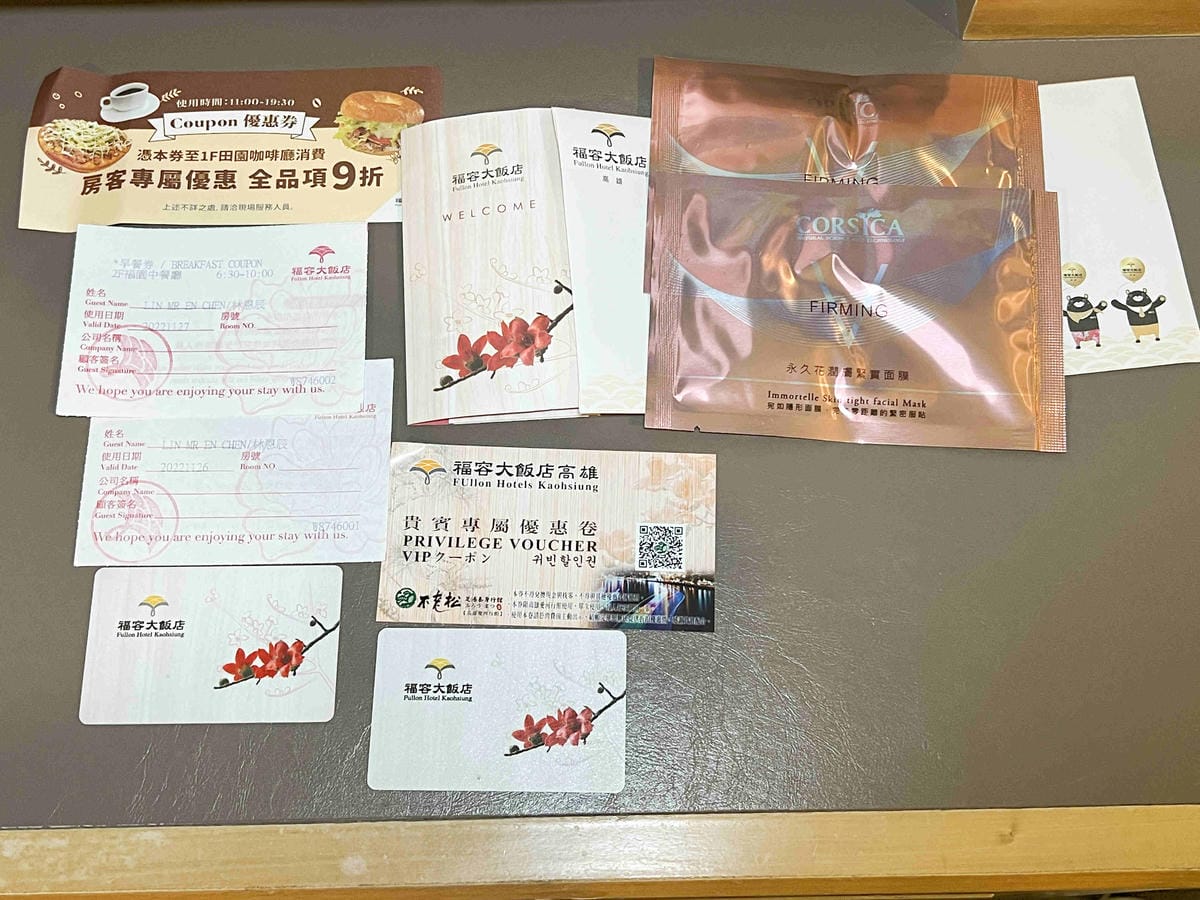 使用時間:11:00-19:30
Coupon 優惠券
憑本券至1F田園咖啡廳消費
房客專屬優惠 全品項9折
上述不詳之處,請洽現場服務人員。
福容大飯店
Fullon Hotel Kaohsiung
*早餐券 / BREAKFAST COUPON
2F福園中餐廳 6:30-10:00
姓名
Guest Name LIN MR EN CHEN/林恩辰
使用日期 房號
Valid Date 20221127 Room NO.
公司名稱
Company Name
顧客簽名
Guest Signature
W8746002
We hope you are enjoying your stay with us.
姓名
Guest Name LIN MR EN CHEN/林恩辰
使用日期 房號
Valid Date 20221126 Room NO.
公司名稱
Company Name
顧客簽名
Guest Signature
W8746001
We hope you are enjoying your stay with us.
福容大飯店
Fullon Hotel Kaohsiung
福容大飯店
Fullon Hotel Kaohsiung
WELCOME
福容大飯店
Fullon Hotel Kaohsiung
高雄
FIRMING
CORSICA
NATURAL SCIENCE AND TECHNOLOGY
FIRMING
永久花潤膚緊實面膜
Immortelle Skin tight facial Mask
福容大飯店高雄
FUllon Hotels Kaohsiung
貴賓專屬優惠卷
PRIVILEGE VOUCHER
VIPクーポン 귀빈할인권
不老松
足湯養身行館
福容大飯店
Fullon Hotel Kaohsiung